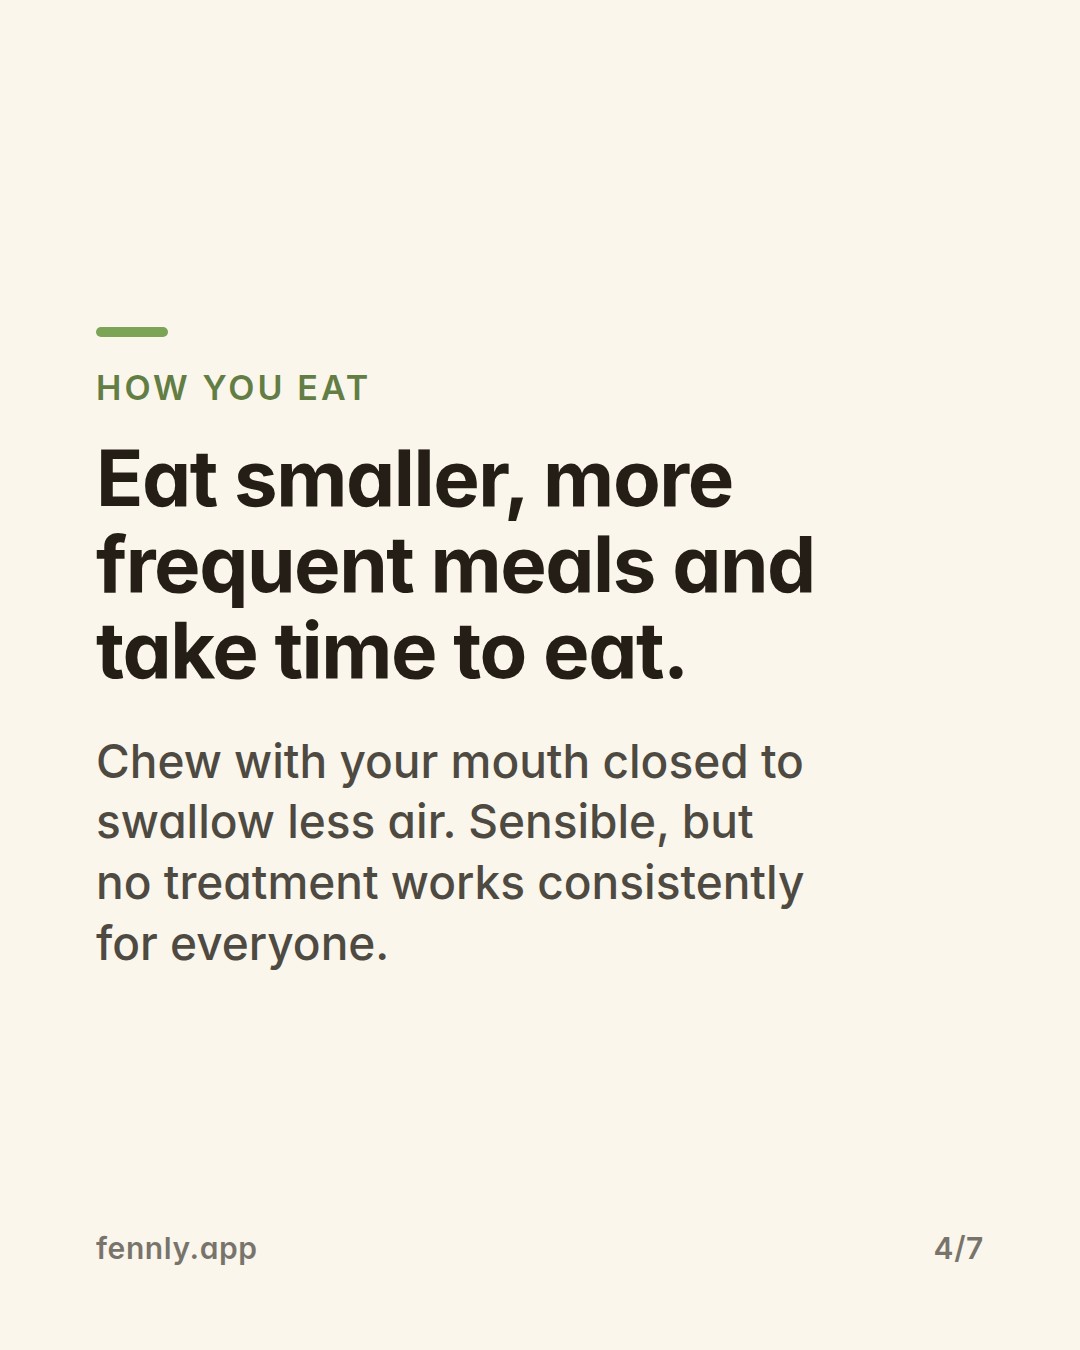 HOW YOU EAT
Eat smaller, more
frequent meals and
take time to eat.
Chew with your mouth closed to
swallow less air. Sensible, but
no treatment works consistently
for everyone.
fennly.app
4/7